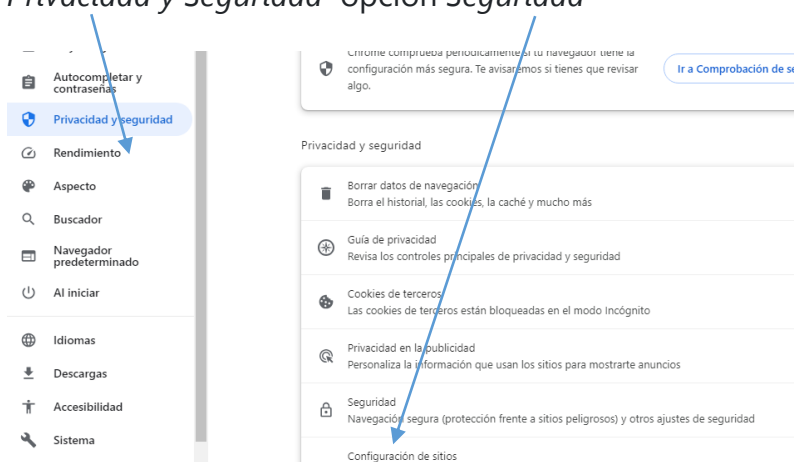 Privacidad y Seguridad opción Seguridad
Autocompletar y
contraseñas
Privacidad y seguridad
Rendimiento
Aspecto
Buscador
Navegador
predeterminado
Al iniciar
Idiomas
Descargas
Accesibilidad
Sistema
Chrome comprueba periódicamente si tu navegador tiene la
configuración más segura. Te avisaremos si tienes que revisar
algo.
Ir a Comprobación de se
Privacidad y seguridad
Borrar datos de navegación
Borra el historial, las cookies, la caché y mucho más
Guía de privacidad
Revisa los controles principales de privacidad y seguridad
Cookies de terceros
Las cookies de terceros están bloqueadas en el modo Incógnito
Privacidad en la publicidad
Personaliza la información que usan los sitios para mostrarte anuncios
Seguridad
Navegación segura (protección frente a sitios peligrosos) y otros ajustes de seguridad
Configuración de sitios